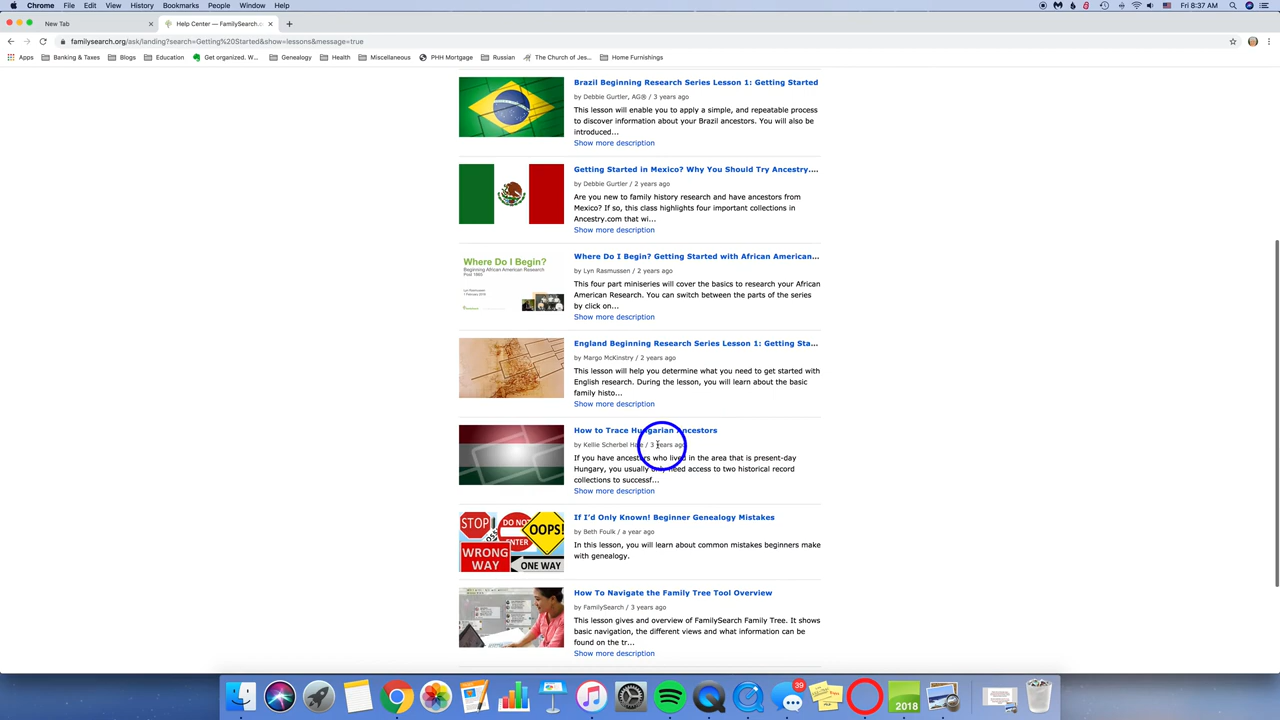 Chrome File Edit View History Bookmarks People Window Help
Fri 8:37 AM
New Tab
Help Center — FamilySearch.o
familysearch.org/ask/landing?search=Getting%20Started&show=lessons&message=true
Apps Banking & Taxes Blogs Education Get organized. W... Genealogy Health Miscellaneous PHH Mortgage Russian The Church of Jes... Home Furnishings
Brazil Beginning Research Series Lesson 1: Getting Started
by Debbie Gurtler, AG® / 3 years ago
This lesson will enable you to apply a simple, and repeatable process
to discover information about your Brazil ancestors. You will also be
introduced...
Show more description
Getting Started in Mexico? Why You Should Try Ancestry....
by Debbie Gurtler / 2 years ago
Are you new to family history research and have ancestors from
Mexico? If so, this class highlights four important collections in
Ancestry.com that wi...
Show more description
Where Do I Begin?
Beginning African American Research
Where Do I Begin? Getting Started with African American...
by Lyn Rasmussen / 2 years ago
This four part miniseries will cover the basics to research your African
American Research. You can switch between the parts of the series
by click on...
Show more description
England Beginning Research Series Lesson 1: Getting Sta...
by Margo McKinstry / 2 years ago
This lesson will help you determine what you need to get started with
English research. During the lesson, you will learn about the basic
family histo...
Show more description
How to Trace Hungarian Ancestors
by Kellie Scherbel / 3 years ago
If you have ancestors who lived in the area that is present-day
Hungary, you usually only need access to two historical record
collections to successf...
Show more description
STOP
DO NOT
ENTER
OOPS!
WRONG
WAY
ONE WAY
If I'd Only Known! Beginner Genealogy Mistakes
by Beth Foulk / a year ago
In this lesson, you will learn about common mistakes beginners make
with genealogy.
How To Navigate the Family Tree Tool Overview
by FamilySearch / 3 years ago
This lesson gives and overview of FamilySearch Family Tree. It shows
basic navigation, the different views and what information can be
found on the tr...
Show more description
39
2018